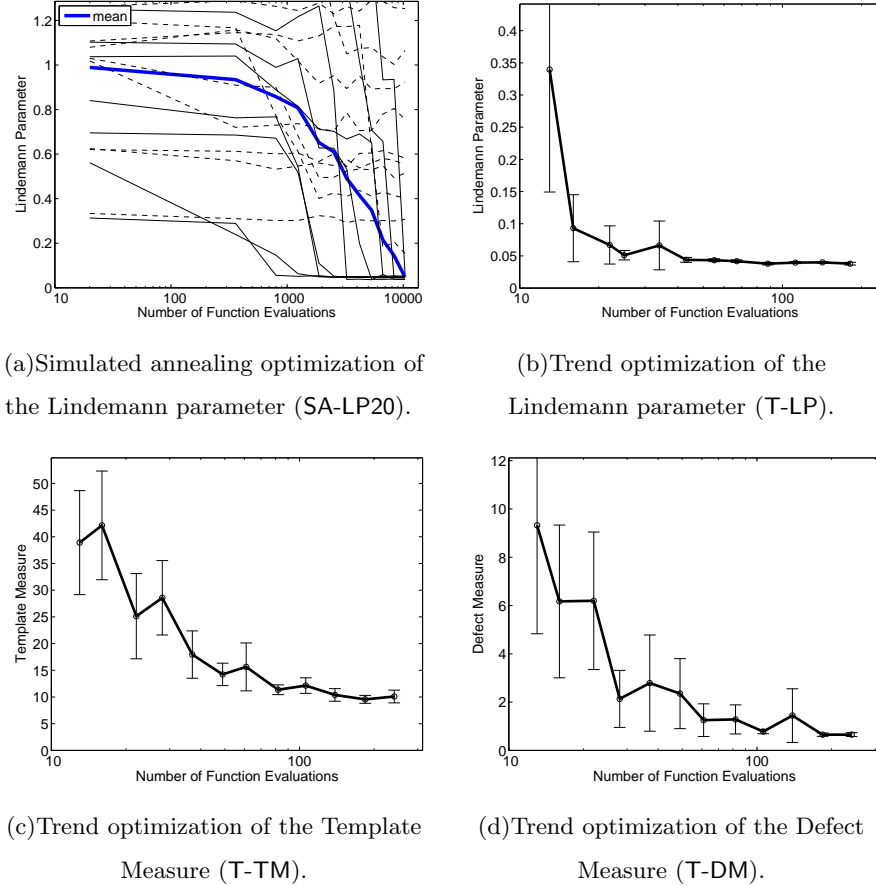 mean
1.2
1
0.8
0.6
0.4
0.2
0
Lindemann Parameter
10 100 1000 10000
Number of Function Evaluations
(a)Simulated annealing optimization of
the Lindemann parameter (SA-LP20).
0.4
0.35
0.3
0.25
0.2
0.15
0.1
0.05
0
Lindemann Parameter
10 100
Number of Function Evaluations
(b)Trend optimization of the
Lindemann parameter (T-LP).
50
45
40
35
30
25
20
15
10
5
0
Template Measure
10 100
Number of Function Evaluations
(c)Trend optimization of the Template
Measure (T-TM).
12
10
8
6
4
2
0
Defect Measure
10 100
Number of Function Evaluations
(d)Trend optimization of the Defect
Measure (T-DM).